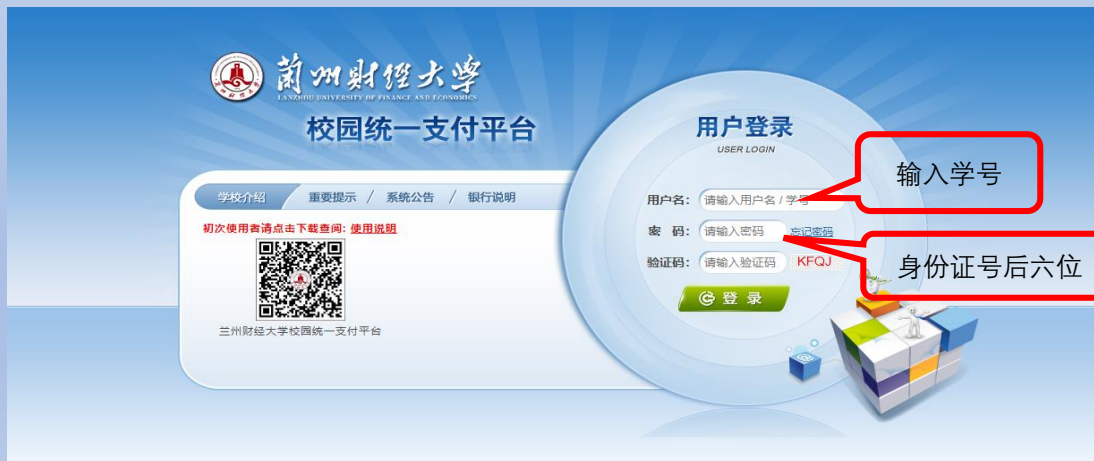 蘭州財經大學
LANZHOU UNIVERSITY OF FINANCE AND ECONOMICS
校园统一支付平台
学校介绍 / 重要提示 / 系统公告 / 银行说明
初次使用者请点击下载查阅: 使用说明
兰州财经大学校园统一支付平台
用户登录
USER LOGIN
用户名: 请输入用户名 / 学号
密 码: 请输入密码 忘记密码
验证码: 请输入验证码 KFQJ
登 录
输入学号
身份证号后六位